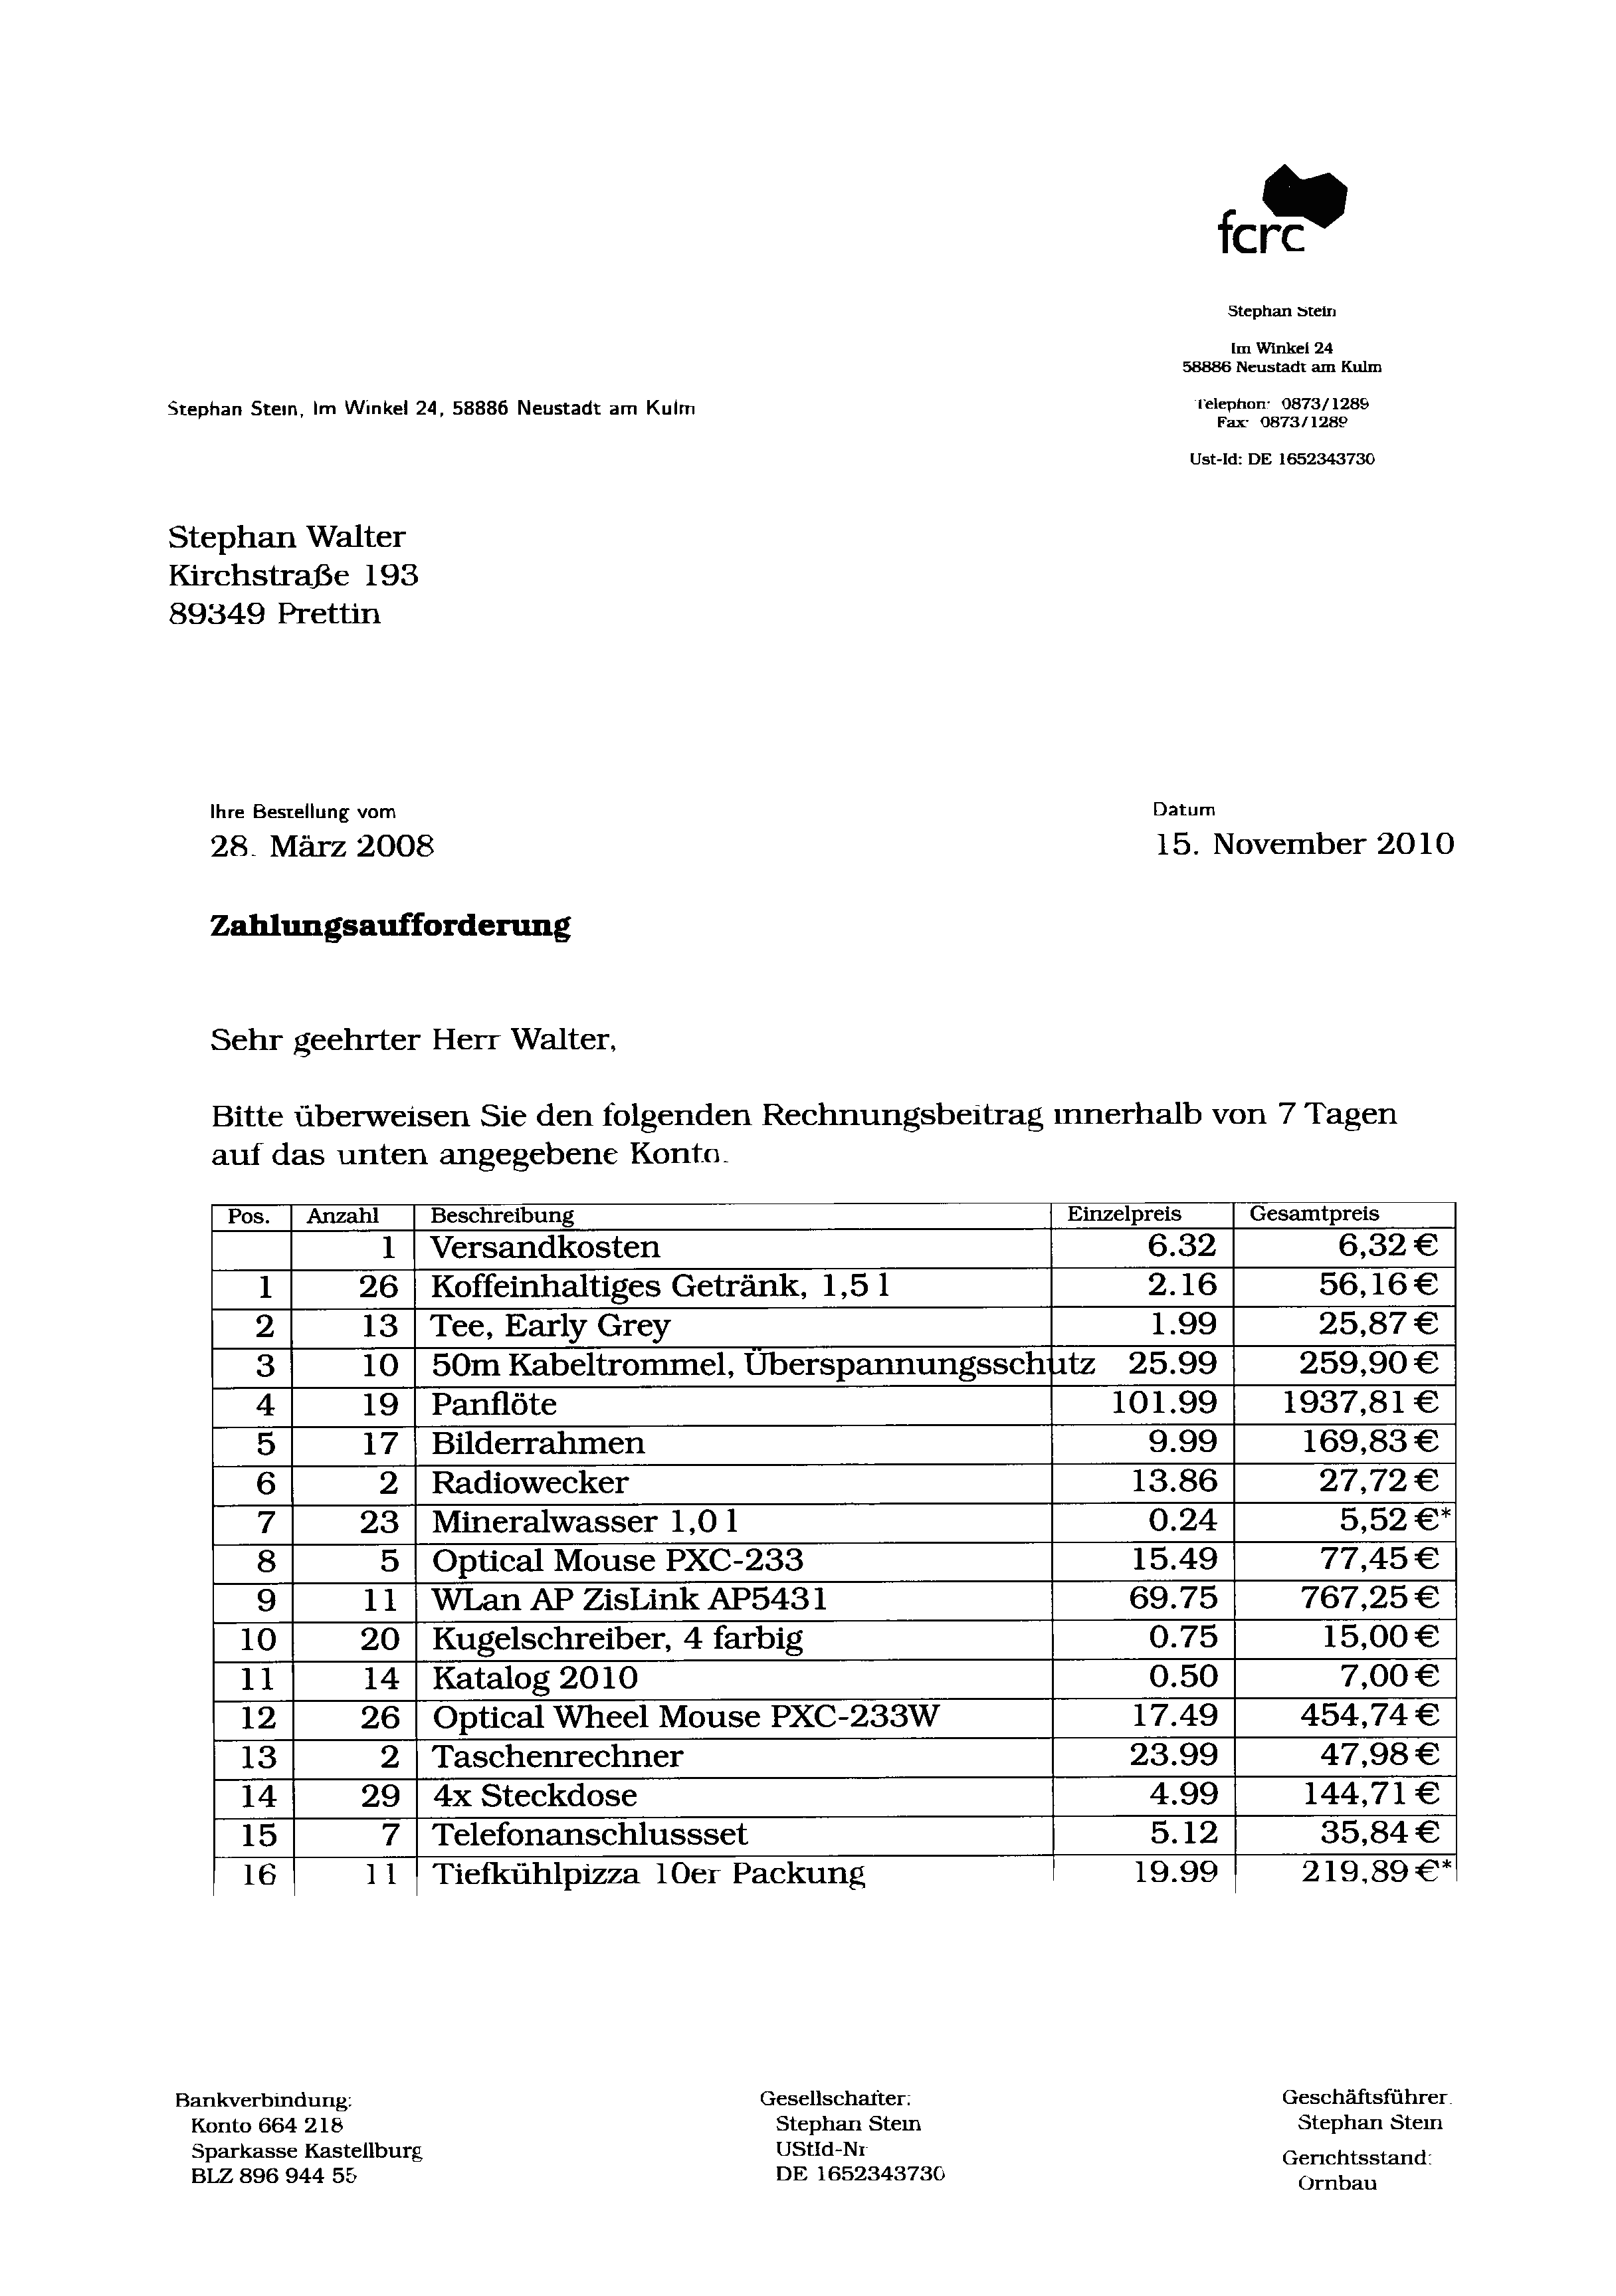 fcrc
Stephan Stein
Im Winkel 24
58886 Neustadt am Kulm
Telephon: 0873/1289
Fax: 0873/1289
Ust-Id: DE 1652343730
Stephan Stein, Im Winkel 24, 58886 Neustadt am Kulm
Stephan Walter
Kirchstraße 193
89349 Prettin
Ihre Bestellung vom Datum
28. März 2008 15. November 2010
Zahlungsaufforderung
Sehr geehrter Herr Walter,
Bitte überweisen Sie den folgenden Rechnungsbeitrag innerhalb von 7 Tagen
auf das unten angegebene Konto.
Pos. Anzahl Beschreibung Einzelpreis Gesamtpreis
1 Versandkosten 6.32 6,32 €
1 26 Koffeinhaltiges Getränk, 1,5 l 2.16 56,16 €
2 13 Tee, Early Grey 1.99 25,87 €
3 10 50m Kabeltrommel, Überspannungsschutz 25.99 259,90 €
4 19 Panflöte 101.99 1937,81 €
5 17 Bilderrahmen 9.99 169,83 €
6 2 Radiowecker 13.86 27,72 €
7 23 Mineralwasser 1,0 l 0.24 5,52 €*
8 5 Optical Mouse PXC-233 15.49 77,45 €
9 11 WLan AP ZisLink AP5431 69.75 767,25 €
10 20 Kugelschreiber, 4 farbig 0.75 15,00 €
11 14 Katalog 2010 0.50 7,00 €
12 26 Optical Wheel Mouse PXC-233W 17.49 454,74 €
13 2 Taschenrechner 23.99 47,98 €
14 29 4x Steckdose 4.99 144,71 €
15 7 Telefonanschlussset 5.12 35,84 €
16 11 Tiefkühlpizza 10er Packung 19.99 219,89 €*
Bankverbindung:
Konto 664 218
Sparkasse Kastellburg
BLZ 896 944 55
Gesellschafter:
Stephan Stein
UStId-Nr
DE 1652343730
Geschäftsführer
Stephan Stein
Gerichtsstand:
Ornbau